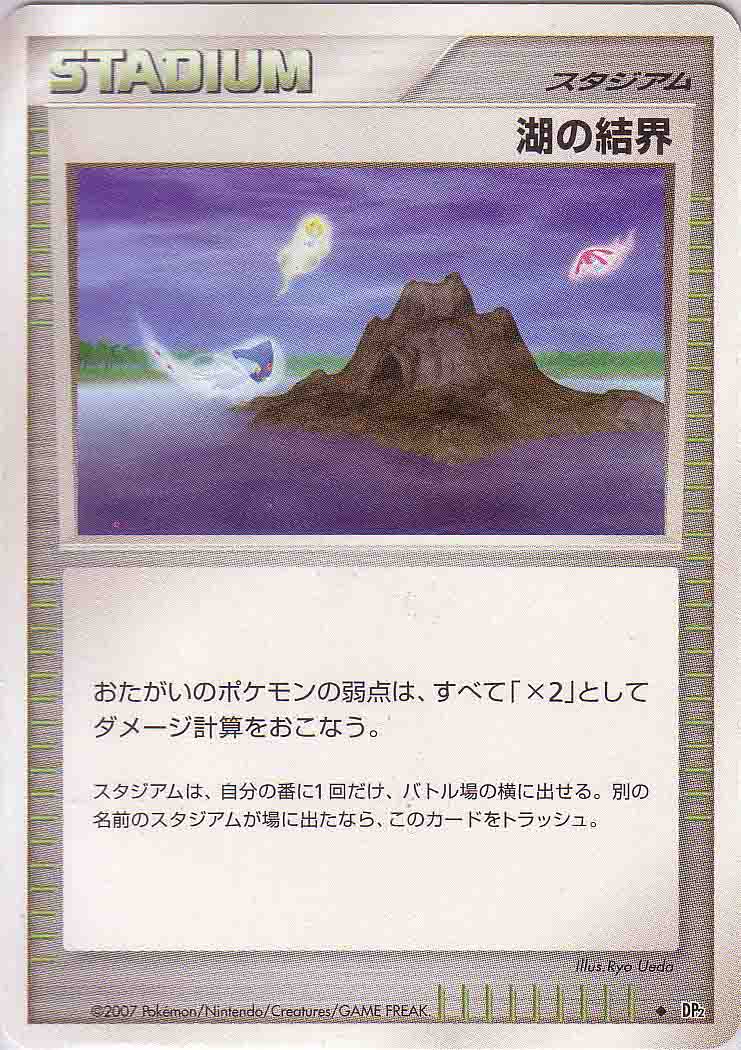 STADIUM
スタジアム
湖の結界
おたがいのポケモンの弱点は、すべて「×2」として
ダメージ計算をおこなう。
スタジアムは、自分の番に1回だけ、バトル場の横に出せる。別の
名前のスタジアムが場に出たなら、このカードをトラッシュ。
Illus. Ryo Ueda
©2007 Pokémon/Nintendo/Creatures/GAME FREAK.
◆ DP2